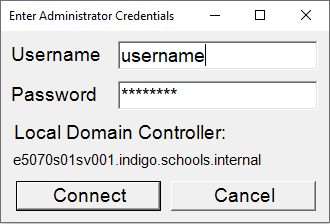 Enter Administrator Credentials
Username username
Password ********
Local Domain Controller:
e5070s01sv001.indigo.schools.internal
Connect Cancel